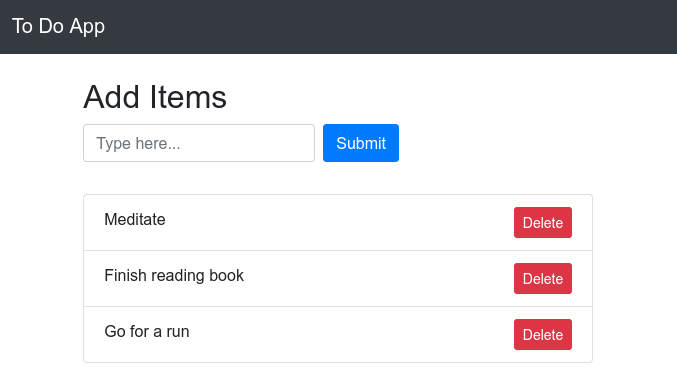 To Do App
Add Items
Type here...
Submit
Meditate
Delete
Finish reading book
Delete
Go for a run
Delete